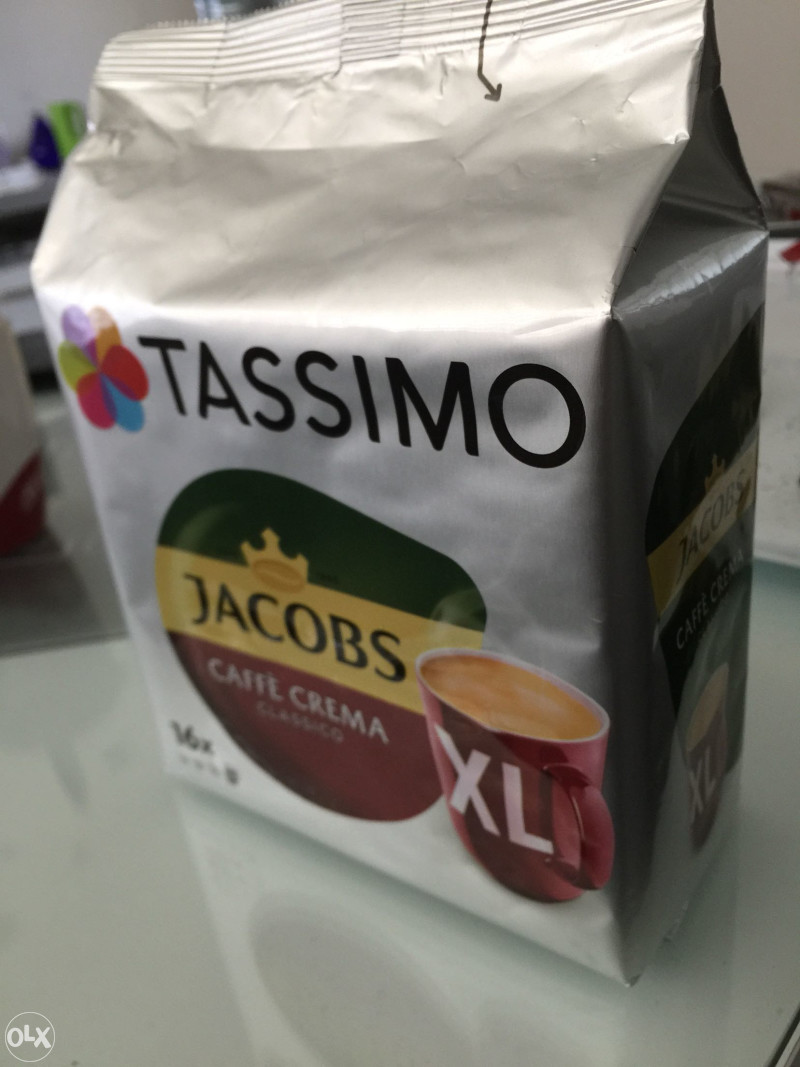 TASSIMO
JACOBS
CAFFÈ CREMA
CLASSICO
16x
XL
JACOBS
CAFFÈ CREMA
XL
OLX